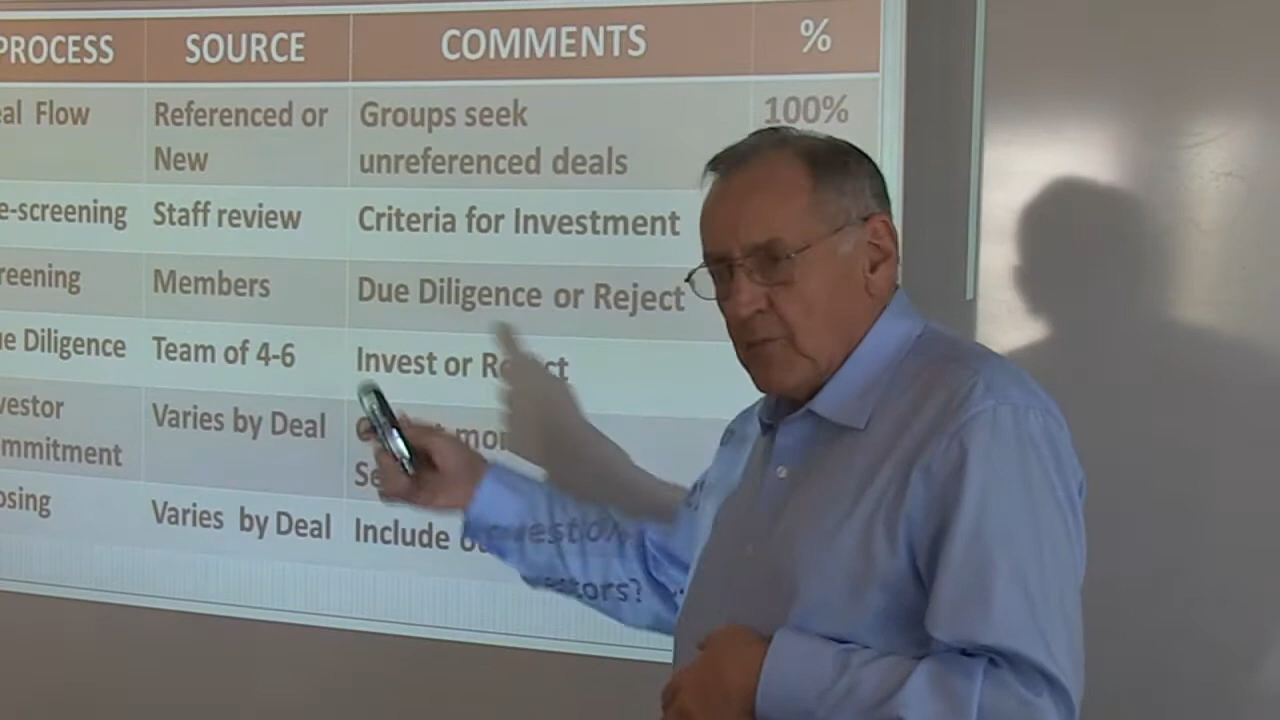 PROCESS SOURCE COMMENTS %
Flow Referenced or Groups seek 100%
New unreferenced deals
e-screening Staff review Criteria for Investment
reening Members Due Diligence or Reject
Diligence Team of 4-6 Invest or
vestor Varies by Deal
mmitment
osing Varies by Deal Include